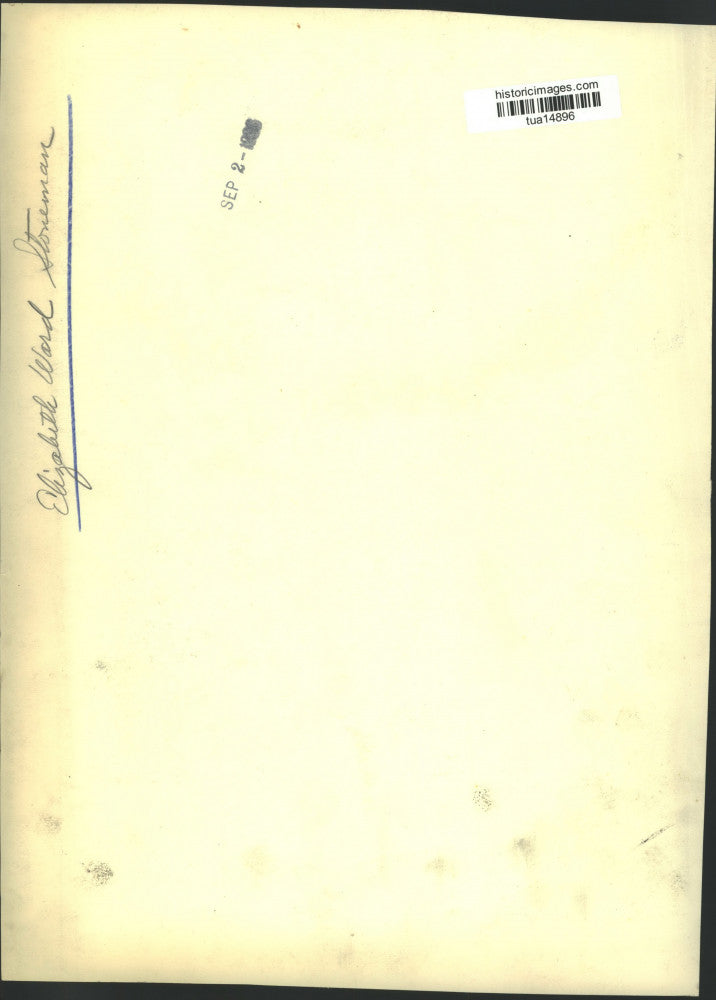 historicimages.com
tua14896
SEP 2-
Elizabeth Ward Stoneman